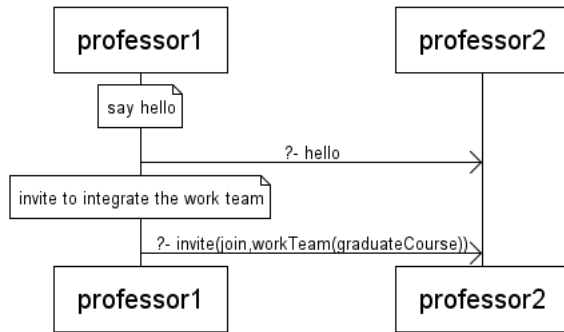 professor1
professor2
say hello
?- hello
invite to integrate the work team
?- invite(join,workTeam(graduateCourse))
professor1
professor2